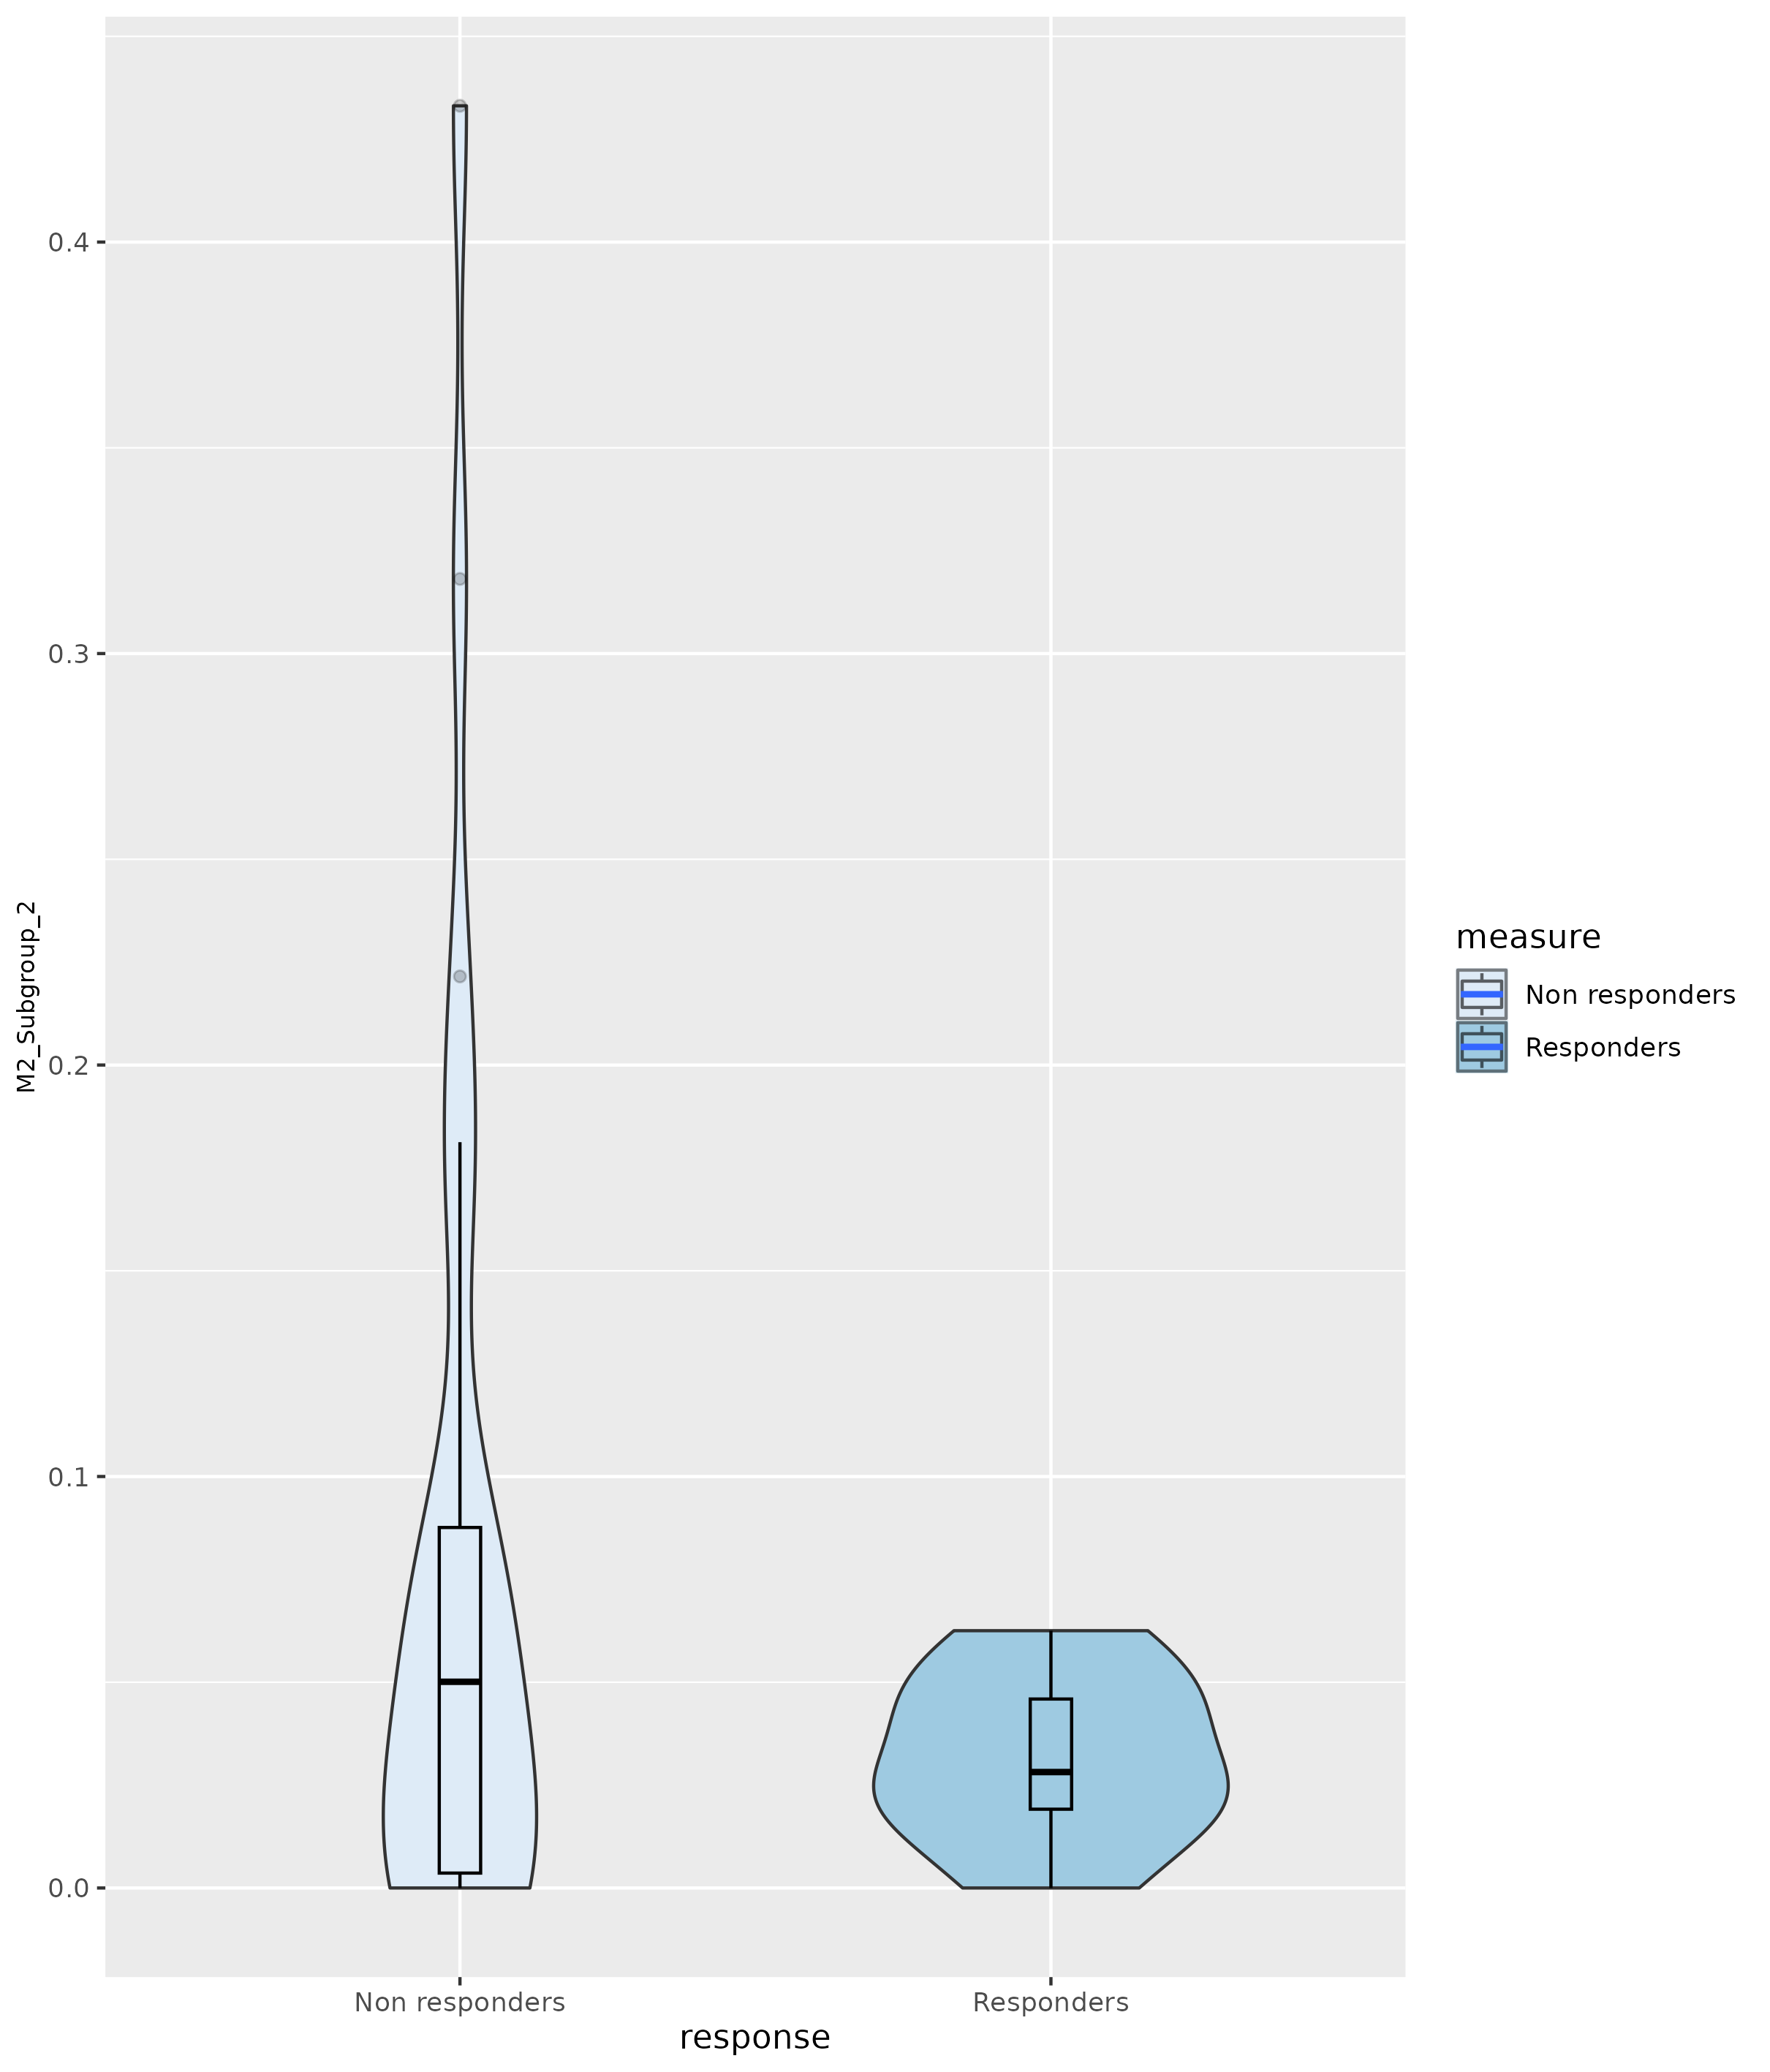 M2_Subgroup_2
0.4
0.3
0.2
0.1
0.0
Non responders
Responders
response
measure
Non responders
Responders